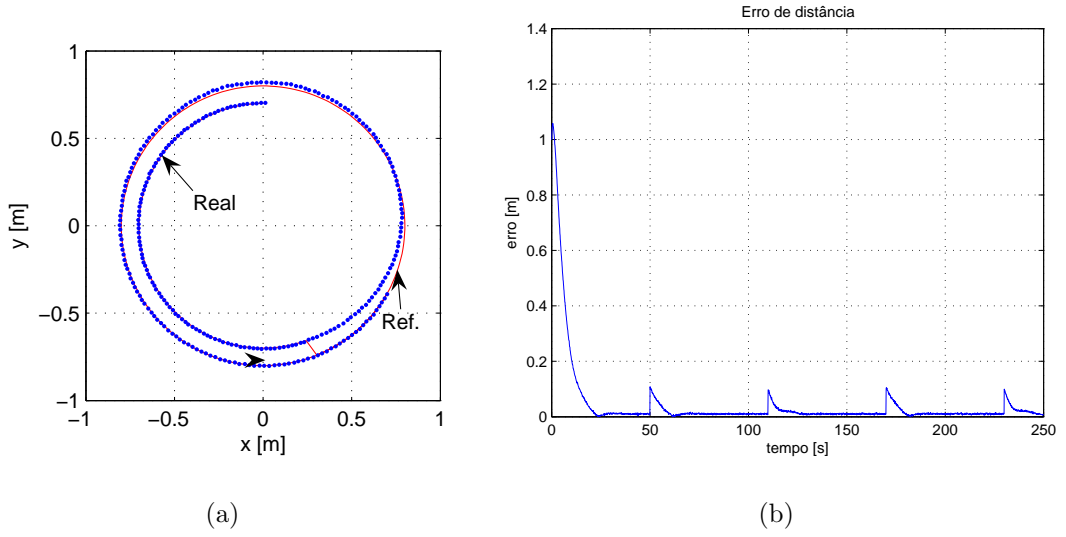 1
0.5
0
−0.5
−1
y [m]
−1
−0.5
0
0.5
1
x [m]
Real
Ref.
(a)
Erro de distância
1.4
1.2
1
0.8
0.6
0.4
0.2
0
erro [m]
0
50
100
150
200
250
tempo [s]
(b)